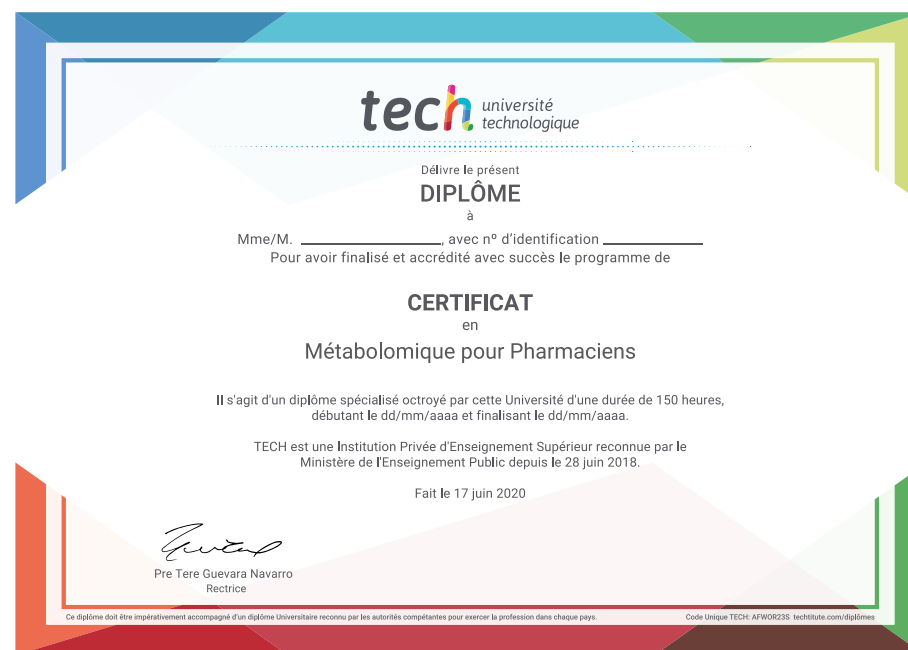 tech université
technologique
Délivre le présent
DIPLÔME
à
Mme/M. ____________________, avec nº d'identification ______________
Pour avoir finalisé et accrédité avec succès le programme de
CERTIFICAT
en
Métabolomique pour Pharmaciens
Il s'agit d'un diplôme spécialisé octroyé par cette Université d'une durée de 150 heures,
débutant le dd/mm/aaaa et finalisant le dd/mm/aaaa.
TECH est une Institution Privée d'Enseignement Supérieur reconnue par le
Ministère de l'Enseignement Public depuis le 28 juin 2018.
Fait le 17 juin 2020
Pre Tere Guevara Navarro
Rectrice
Ce diplôme doit être impérativement accompagné d'un diplôme Universitaire reconnu par les autorités compétantes pour exercer la profession dans chaque pays.
Code Unique TECH: AFWOR23S techtitute.com/diplômes